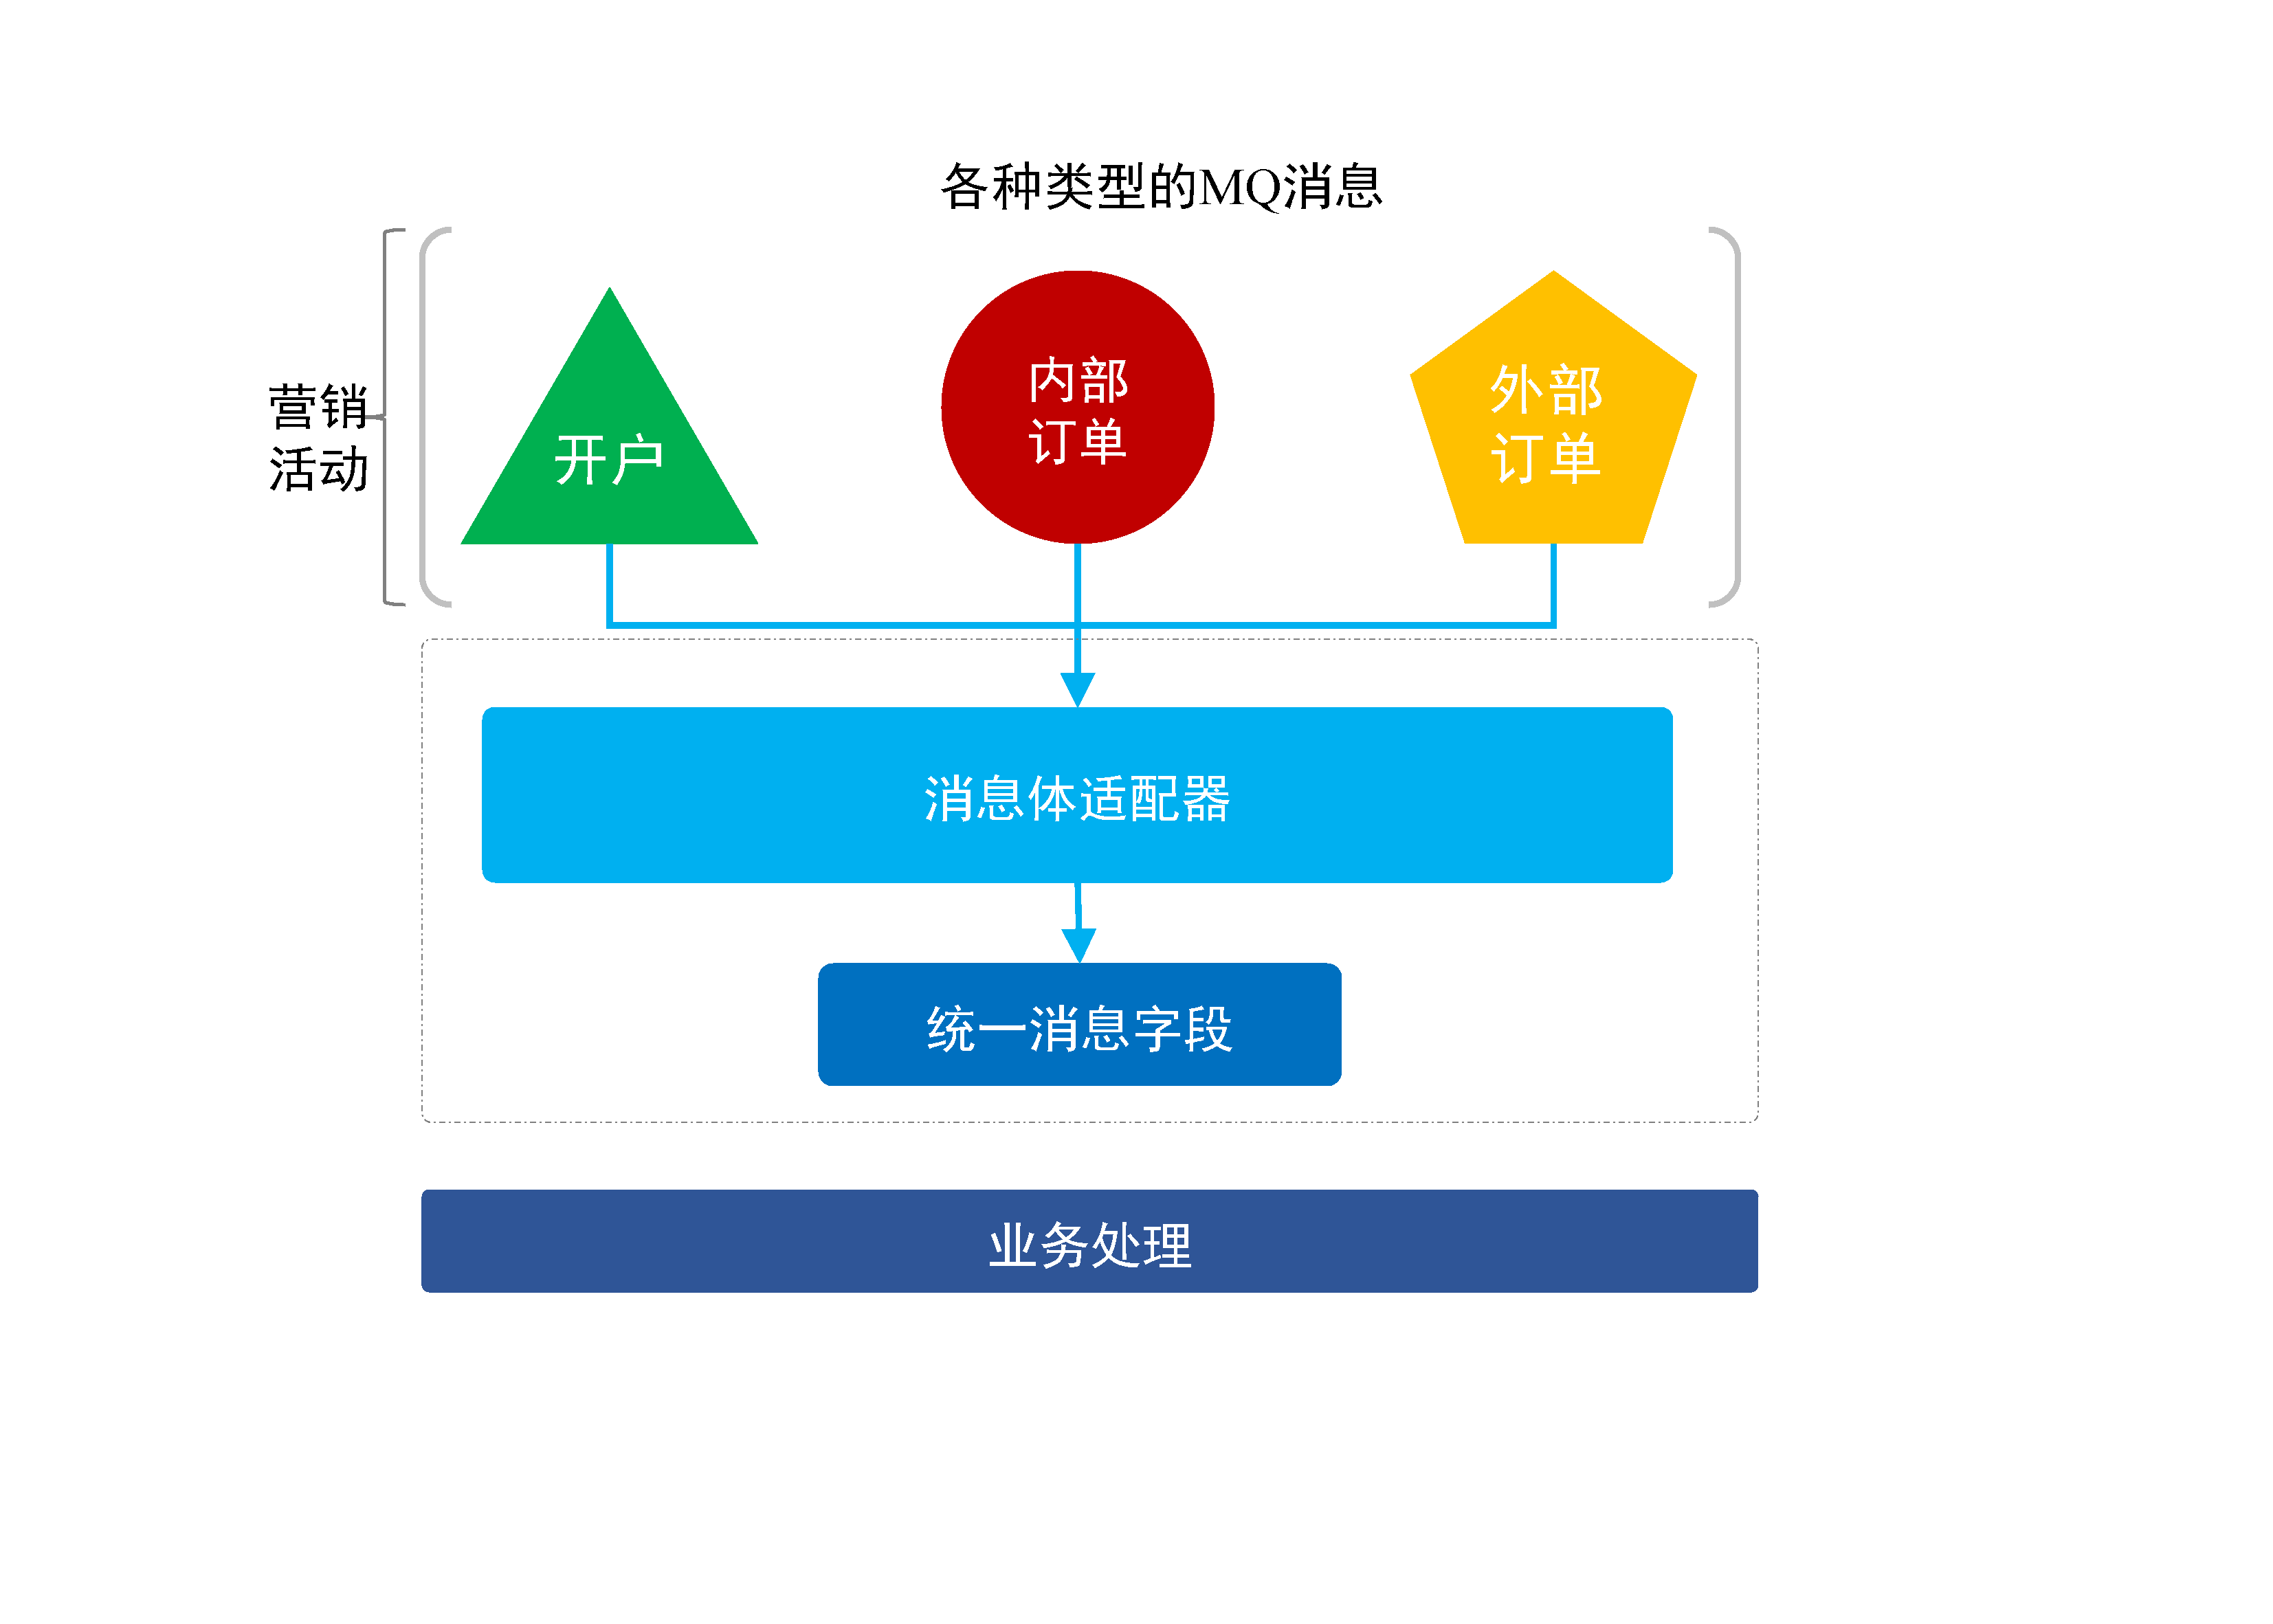 各种类型的MQ消息
营销
活动
开户
内部
订单
外部
订单
消息体适配器
统一消息字段
业务处理